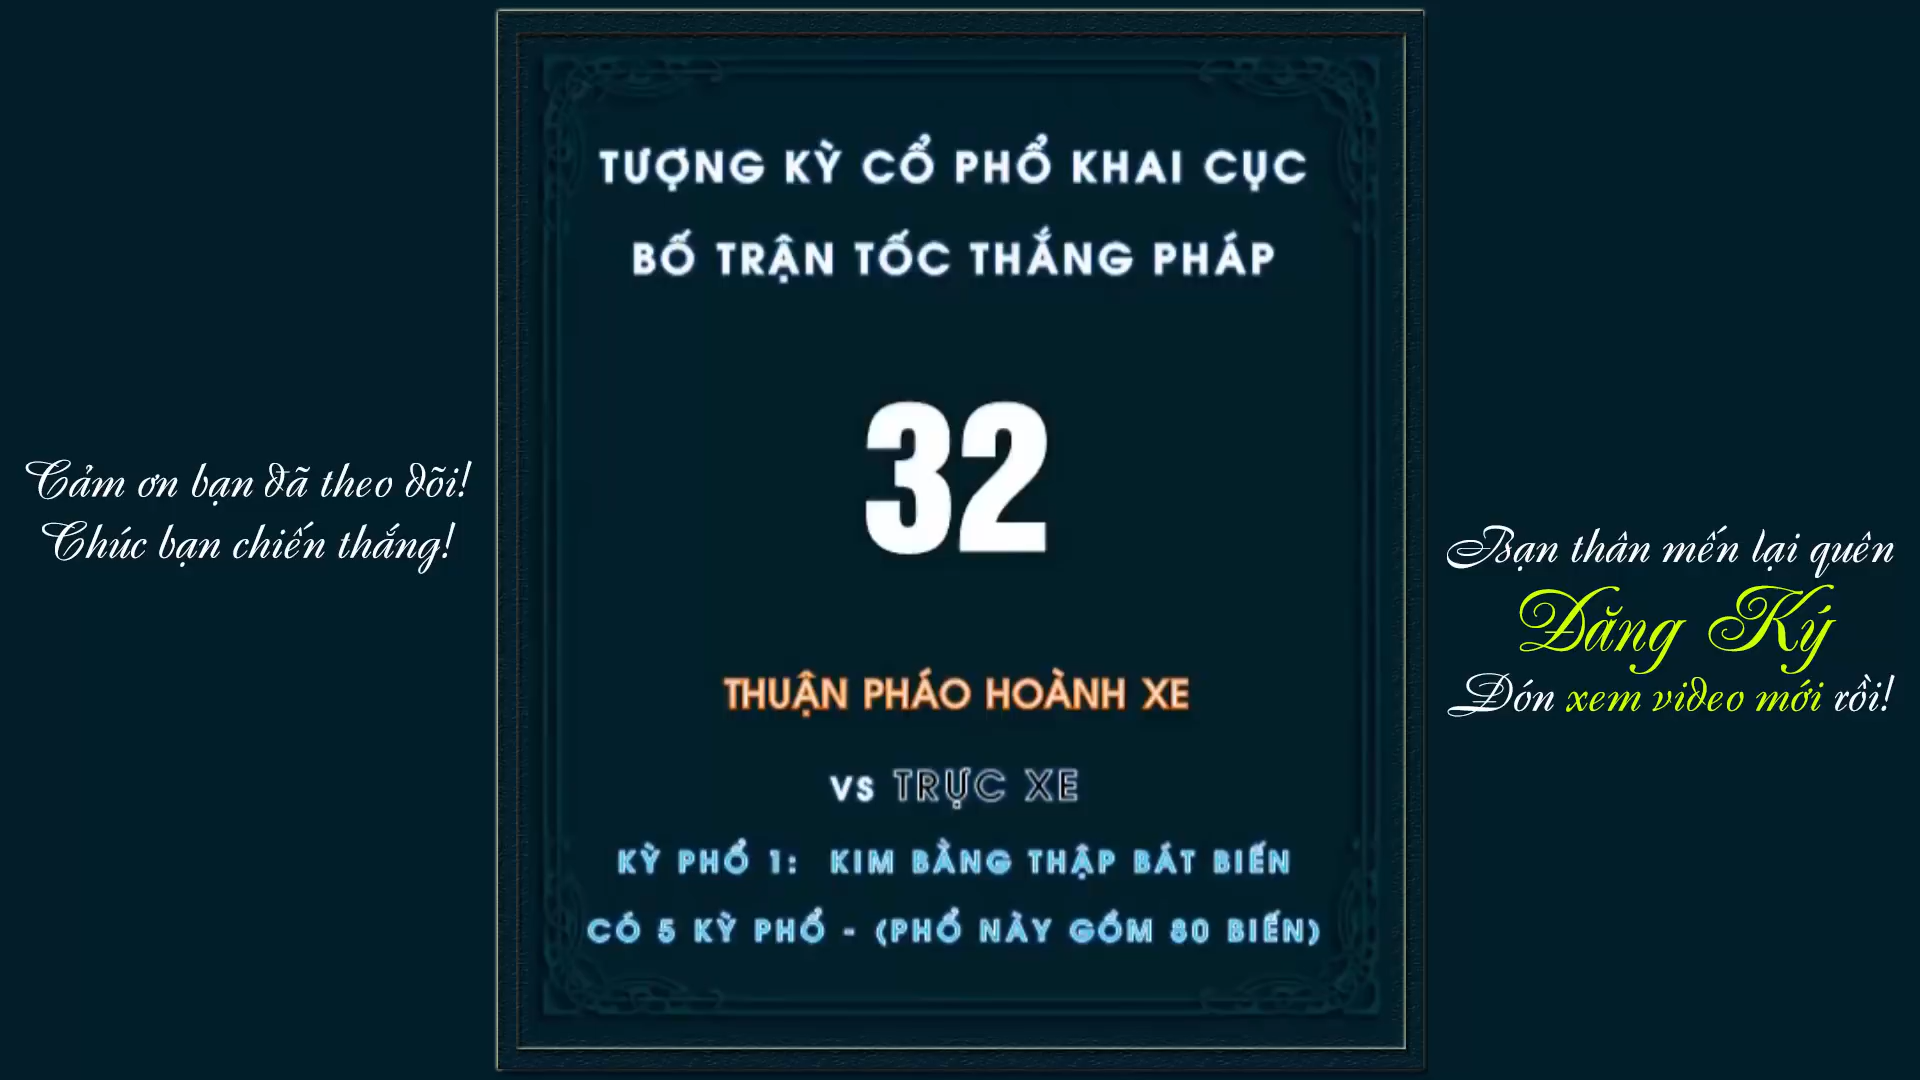 TƯỢNG KỲ CỔ PHỔ KHAI CỤC
BỐ TRẬN TỐC THẮNG PHÁP
32
THUẬN PHÁO HOÀNH XE
VS TRỰC XE
KỲ PHỔ 1: KIM BẰNG THẬP BÁT BIẾN
CÓ 5 KỲ PHỔ - (PHỔ NÀY GỒM 80 BIẾN)
Cảm ơn bạn đã theo dõi!
Chúc bạn chiến thắng!
Bạn thân mến lại quên
Đăng Ký
Đón xem video mới rồi!